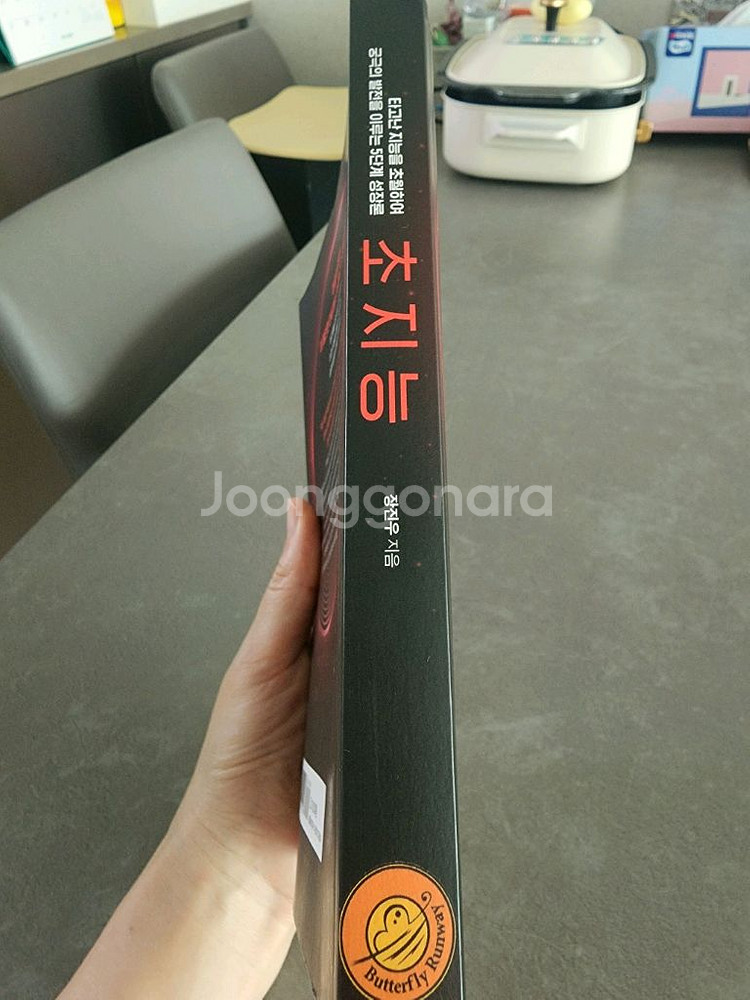 타고난 지능을 초월하여
궁극의 발전을 이루는 5단계 성장론
초지능
장진우 지음
Joonggonara
Butterfly Runway